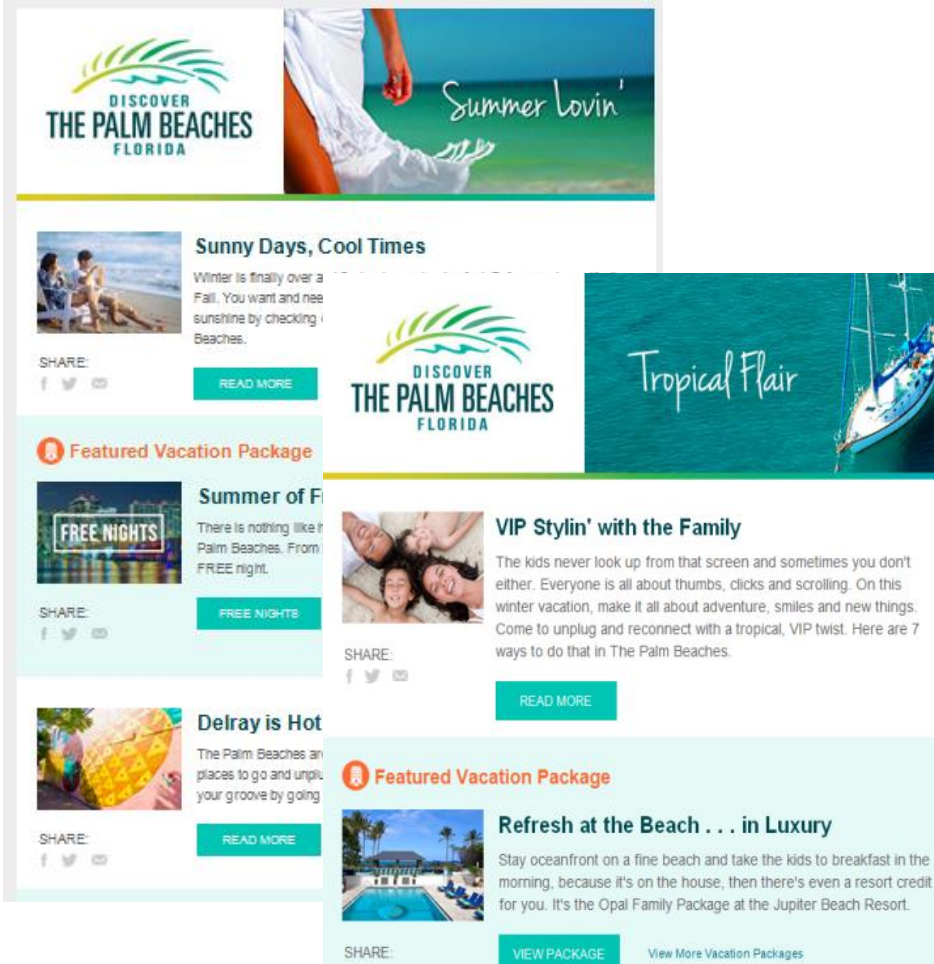 DISCOVER
THE PALM BEACHES
FLORIDA
Summer Lovin'
Sunny Days, Cool Times
Winter is finally over a
Fall. You want and nee
sunshine by checking
Beaches.
SHARE:
READ MORE
Featured Vacation Package
Summer of F
FREE NIGHTS
There is nothing like h
Palm Beaches. From
FREE night.
SHARE:
FREE NIGHTS
Delray is Hot
The Palm Beaches are
places to go and unplu
your groove by going
SHARE:
READ MORE
DISCOVER
THE PALM BEACHES
FLORIDA
Tropical Flair
VIP Stylin' with the Family
The kids never look up from that screen and sometimes you don't
either. Everyone is all about thumbs, clicks and scrolling. On this
winter vacation, make it all about adventure, smiles and new things.
Come to unplug and reconnect with a tropical, VIP twist. Here are 7
ways to do that in The Palm Beaches.
SHARE:
READ MORE
Featured Vacation Package
Refresh at the Beach . . . in Luxury
Stay oceanfront on a fine beach and take the kids to breakfast in the
morning, because it's on the house, then there's even a resort credit
for you. It's the Opal Family Package at the Jupiter Beach Resort.
SHARE:
VIEW PACKAGE
View More Vacation Packages